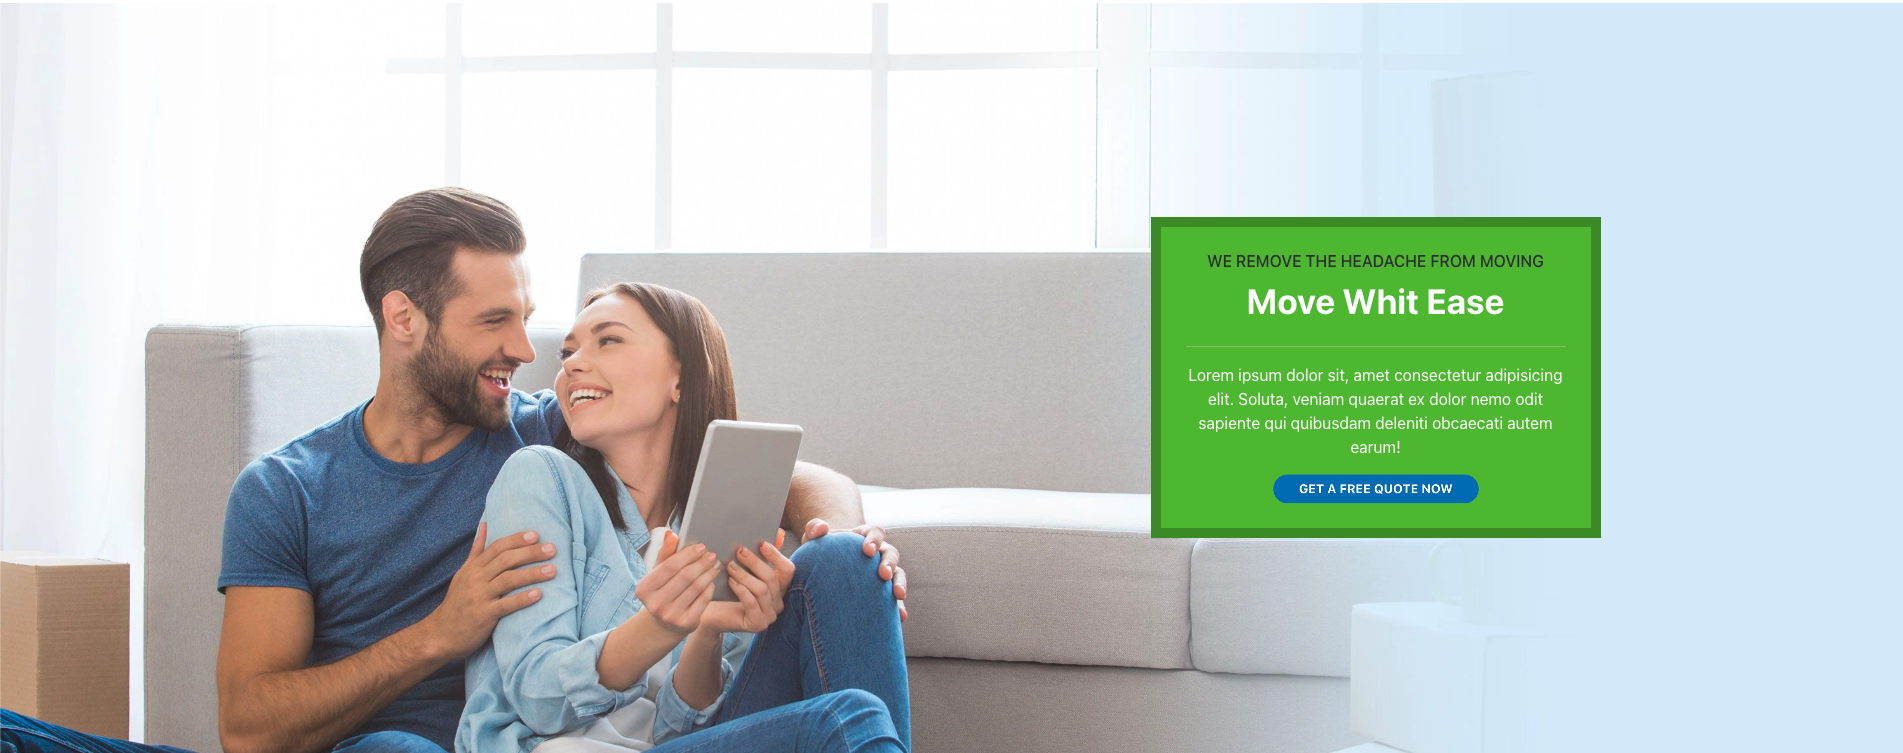 WE REMOVE THE HEADACHE FROM MOVING
Move Whit Ease
Lorem ipsum dolor sit, amet consectetur adipisicing
elit. Soluta, veniam quaerat ex dolor nemo odit
sapiente qui quibusdam deleniti obcaecati autem
earum!
GET A FREE QUOTE NOW